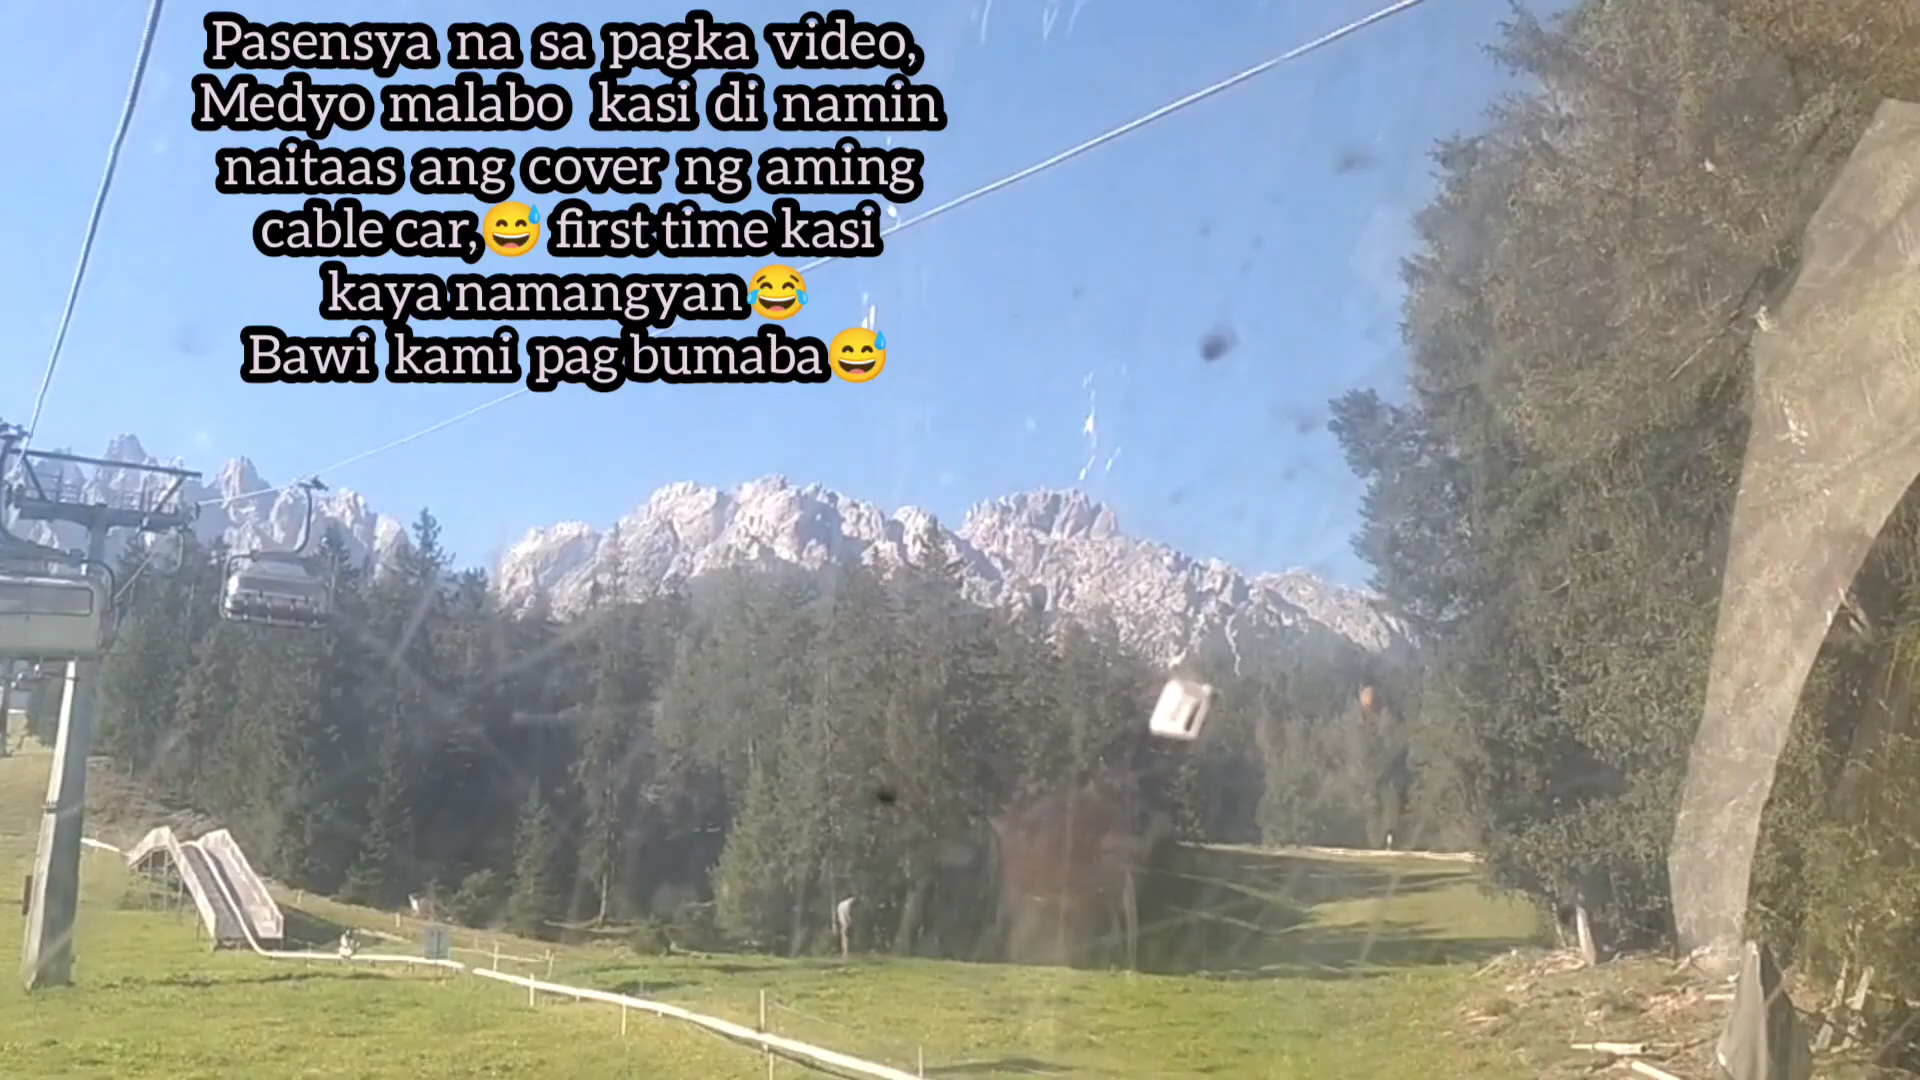 Pasensya na sa pagka video,
Medyo malabo kasi di namin
naitaas ang cover ng aming
cable car,😅 first time kasi
kaya namangyan😂
Bawi kami pag bumaba😅